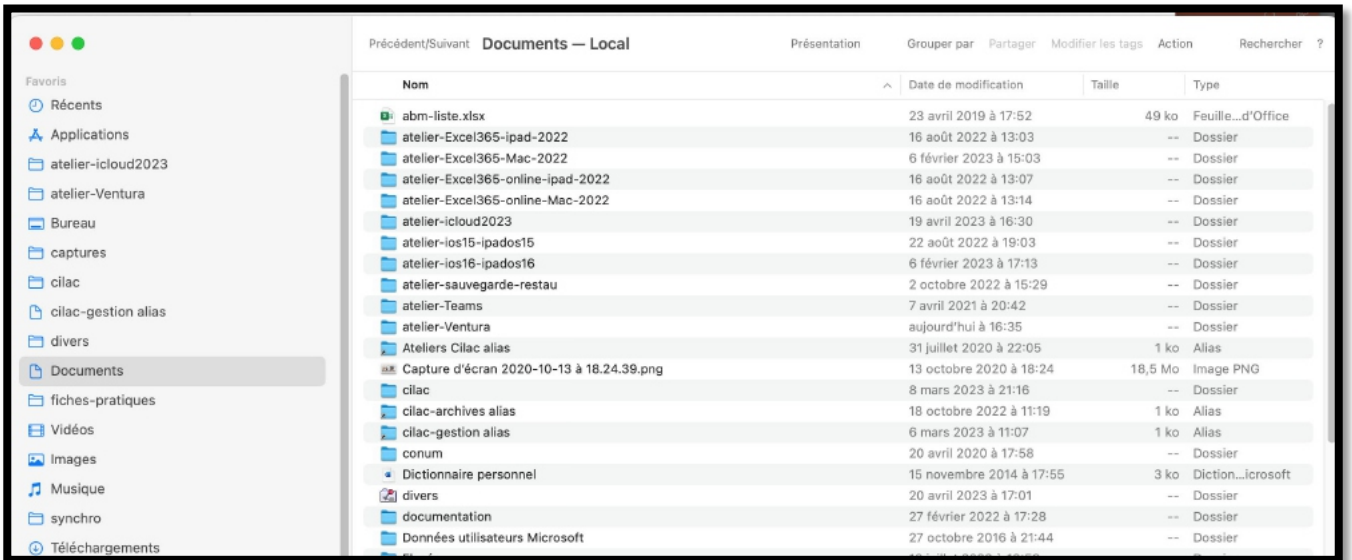 Précédent/Suivant Documents — Local Présentation Grouper par Partager Modifier les tags Action Rechercher ?
Favoris
Récents
Applications
atelier-icloud2023
atelier-Ventura
Bureau
captures
cilac
cilac-gestion alias
divers
Documents
fiches-pratiques
Vidéos
Images
Musique
synchro
Téléchargements
Nom Date de modification Taille Type
abm-liste.xlsx 23 avril 2019 à 17:52 49 ko Feuille...d'Office
atelier-Excel365-ipad-2022 16 août 2022 à 13:03 -- Dossier
atelier-Excel365-Mac-2022 6 février 2023 à 15:03 -- Dossier
atelier-Excel365-online-ipad-2022 16 août 2022 à 13:07 -- Dossier
atelier-Excel365-online-Mac-2022 16 août 2022 à 13:14 -- Dossier
atelier-icloud2023 19 avril 2023 à 16:30 -- Dossier
atelier-ios15-ipados15 22 août 2022 à 19:03 -- Dossier
atelier-ios16-ipados16 6 février 2023 à 17:13 -- Dossier
atelier-sauvegarde-restau 2 octobre 2022 à 15:29 -- Dossier
atelier-Teams 7 avril 2021 à 20:42 -- Dossier
atelier-Ventura aujourd'hui à 16:35 -- Dossier
Ateliers Cilac alias 31 juillet 2020 à 22:05 1 ko Alias
Capture d'écran 2020-10-13 à 18.24.39.png 13 octobre 2020 à 18:24 18,5 Mo Image PNG
cilac 8 mars 2023 à 21:16 -- Dossier
cilac-archives alias 18 octobre 2022 à 11:19 1 ko Alias
cilac-gestion alias 6 mars 2023 à 11:07 1 ko Alias
conum 20 avril 2020 à 17:58 -- Dossier
Dictionnaire personnel 15 novembre 2014 à 17:55 3 ko Diction...icrosoft
divers 20 avril 2023 à 17:01 -- Dossier
documentation 27 février 2022 à 17:28 -- Dossier
Données utilisateurs Microsoft 27 octobre 2016 à 21:44 -- Dossier